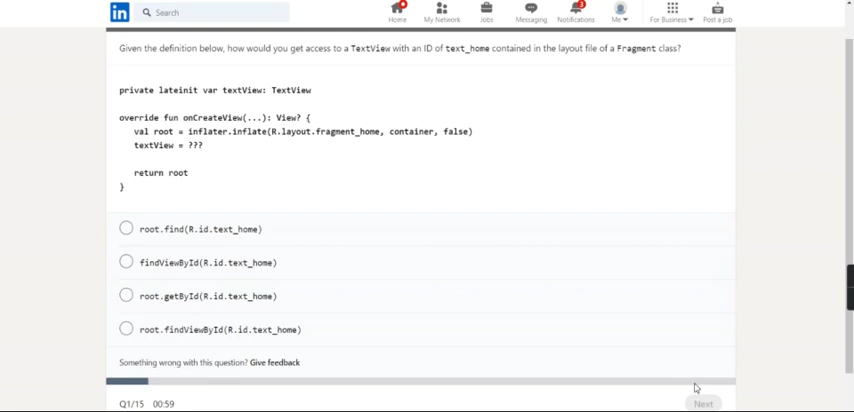 in
Search
Home
My Network
Jobs
Messaging
3
Notifications
Me
For Business
Post a job
Given the definition below, how would you get access to a TextView with an ID of text_home contained in the layout file of a Fragment class?
private lateinit var textView: TextView
override fun onCreateView(...): View? {
val root = inflater.inflate(R.layout.fragment_home, container, false)
textView = ???
return root
}
root.find(R.id.text_home)
findViewById(R.id.text_home)
root.getById(R.id.text_home)
root.findViewById(R.id.text_home)
Something wrong with this question? Give feedback
Q1/15 00:59
Next